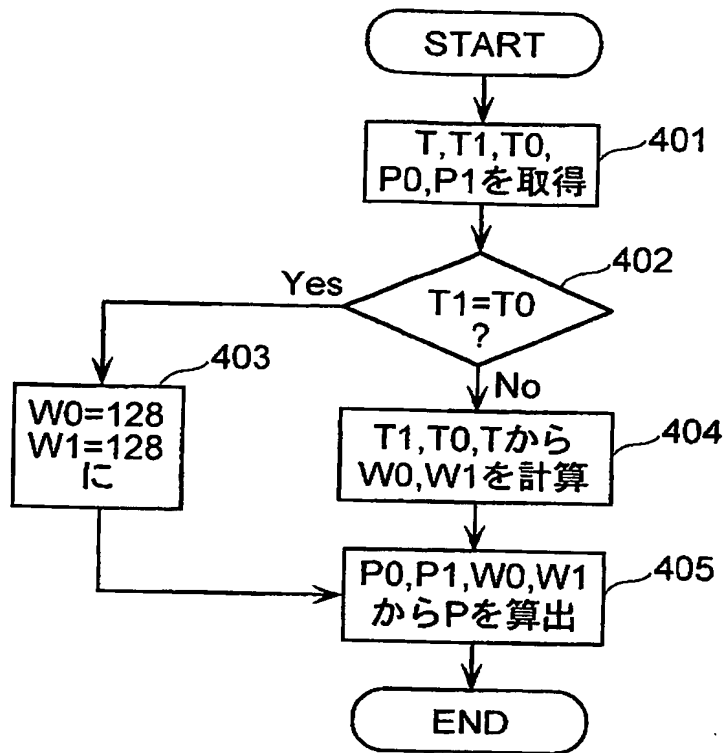 START
T,T1,T0,
P0,P1を取得
401
402
Yes
T1=T0
?
403
No
W0=128
W1=128
に
T1,T0,Tから
W0,W1を計算
404
P0,P1,W0,W1
からPを算出
405
END